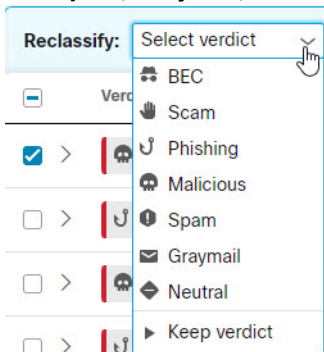 Reclassify: Select verdict
Verd
BEC
Scam
Phishing
Malicious
Spam
Graymail
Neutral
Keep verdict